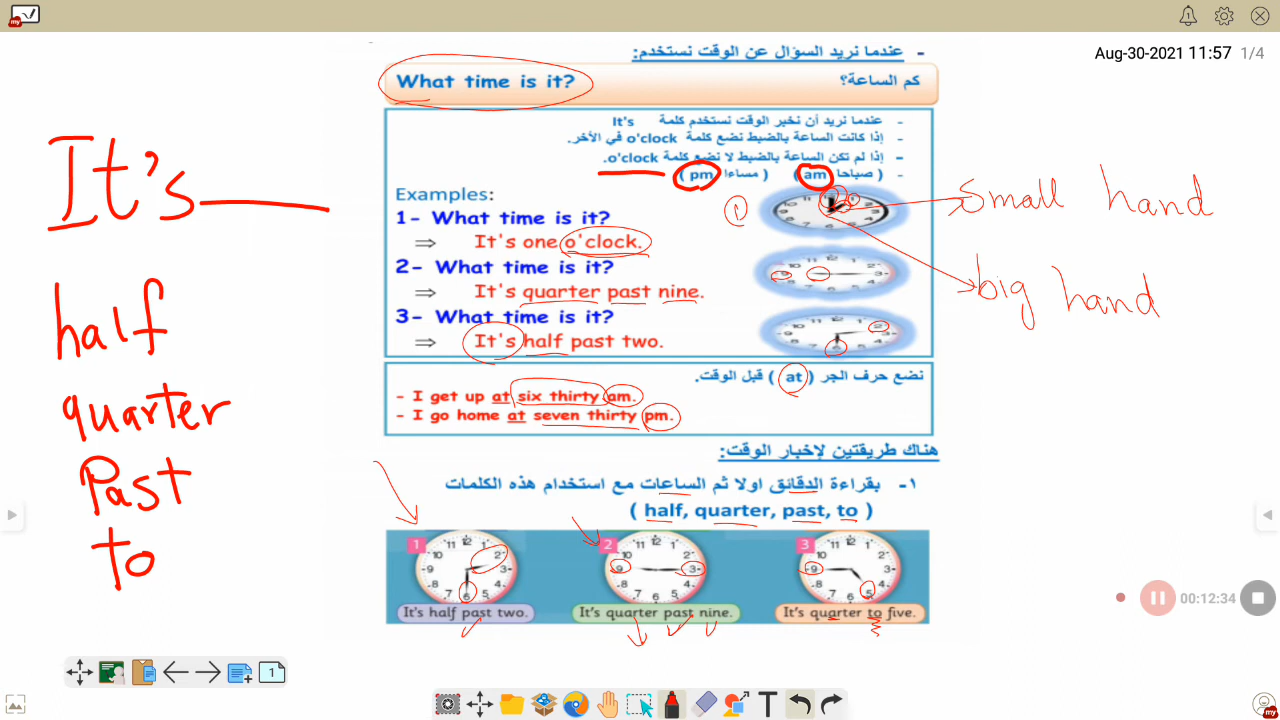 Aug-30-2021 11:57 1/4
- عندما نريد السؤال عن الوقت نستخدم:
What time is it? كم الساعة؟
- عندما نريد أن نخبر الوقت نستخدم كلمة It's
- إذا كانت الساعة بالضبط نضع كلمة o'clock في الآخر.
- إذا لم تكن الساعة بالضبط لا نضع كلمة o'clock.
- ( صباحا am ) ( مساءا pm )
Examples:
1- What time is it?
⇒ It's one o'clock.
2- What time is it?
⇒ It's quarter past nine.
3- What time is it?
⇒ It's half past two.
نضع حرف الجر ( at ) قبل الوقت.
- I get up at six thirty am.
- I go home at seven thirty pm.
هناك طريقتين لإخبار الوقت:
١- بقراءة الدقائق اولا ثم الساعات مع استخدام هذه الكلمات
( half, quarter, past, to )
1 2 3
It's half past two. It's quarter past nine. It's quarter to five.
It's
half
quarter
Past
to
1
small hand
big hand
00:12:34
1
T